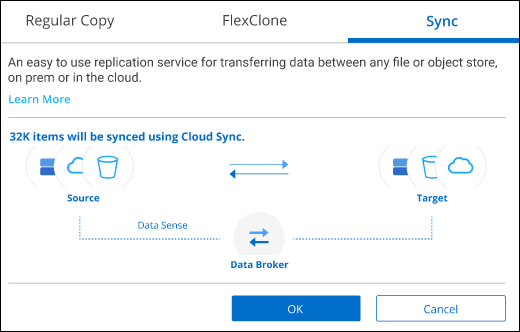 Regular Copy
FlexClone
Sync
An easy to use replication service for transferring data between any file or object store,
on prem or in the cloud.
Learn More
32K items will be synced using Cloud Sync.
Source
Target
Data Sense
Data Broker
OK
Cancel